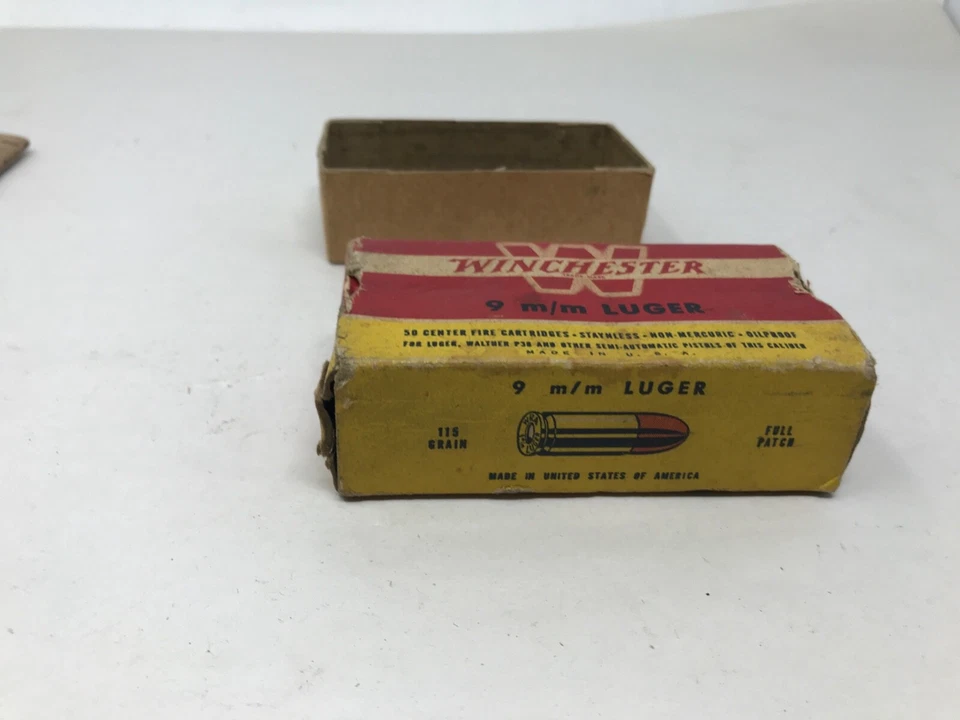 WINCHESTER
9 m/m LUGER
50 CENTER FIRE CARTRIDGES - STAYNLESS - NON-MERCURIC - OILPROOF
FOR LUGER, WALTHER P38 AND OTHER SEMI-AUTOMATIC PISTOLS OF THIS CALIBER
MADE IN U. S. A.
9 m/m LUGER
115
GRAIN
FULL
PATCH
MADE IN UNITED STATES OF AMERICA